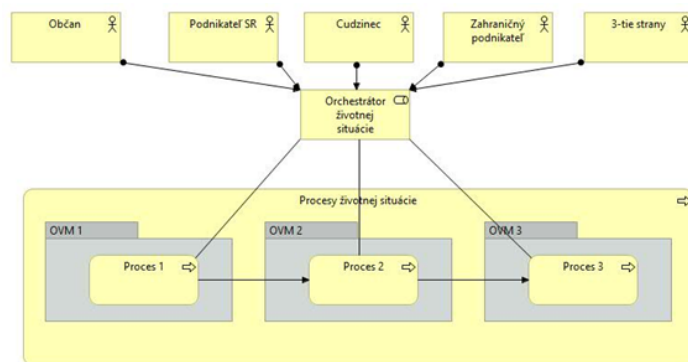 Občan
Podnikateľ SR
Cudzinec
Zahraničný
podnikateľ
3-tie strany
Orchestrátor
životnej
situácie
Procesy životnej situácie
OVM 1
OVM 2
OVM 3
Proces 1
Proces 2
Proces 3